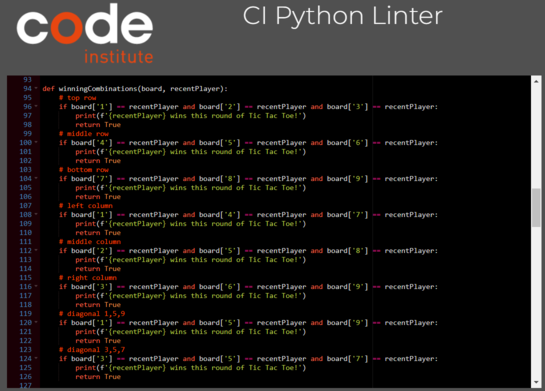 code
institute
CI Python Linter
93
94 def winningCombinations(board, recentPlayer):
95 # top row
96 if board['1'] == recentPlayer and board['2'] == recentPlayer and board['3'] == recentPlayer:
97 print(f'{recentPlayer} wins this round of Tic Tac Toe!')
98 return True
99 # middle row
100 if board['4'] == recentPlayer and board['5'] == recentPlayer and board['6'] == recentPlayer:
101 print(f'{recentPlayer} wins this round of Tic Tac Toe!')
102 return True
103 # bottom row
104 if board['7'] == recentPlayer and board['8'] == recentPlayer and board['9'] == recentPlayer:
105 print(f'{recentPlayer} wins this round of Tic Tac Toe!')
106 return True
107 # left column
108 if board['1'] == recentPlayer and board['4'] == recentPlayer and board['7'] == recentPlayer:
109 print(f'{recentPlayer} wins this round of Tic Tac Toe!')
110 return True
111 # middle column
112 if board['2'] == recentPlayer and board['5'] == recentPlayer and board['8'] == recentPlayer:
113 print(f'{recentPlayer} wins this round of Tic Tac Toe!')
114 return True
115 # right column
116 if board['3'] == recentPlayer and board['6'] == recentPlayer and board['9'] == recentPlayer:
117 print(f'{recentPlayer} wins this round of Tic Tac Toe!')
118 return True
119 # diagonal 1,5,9
120 if board['1'] == recentPlayer and board['5'] == recentPlayer and board['9'] == recentPlayer:
121 print(f'{recentPlayer} wins this round of Tic Tac Toe!')
122 return True
123 # diagonal 3,5,7
124 if board['3'] == recentPlayer and board['5'] == recentPlayer and board['7'] == recentPlayer:
125 print(f'{recentPlayer} wins this round of Tic Tac Toe!')
126 return True
127